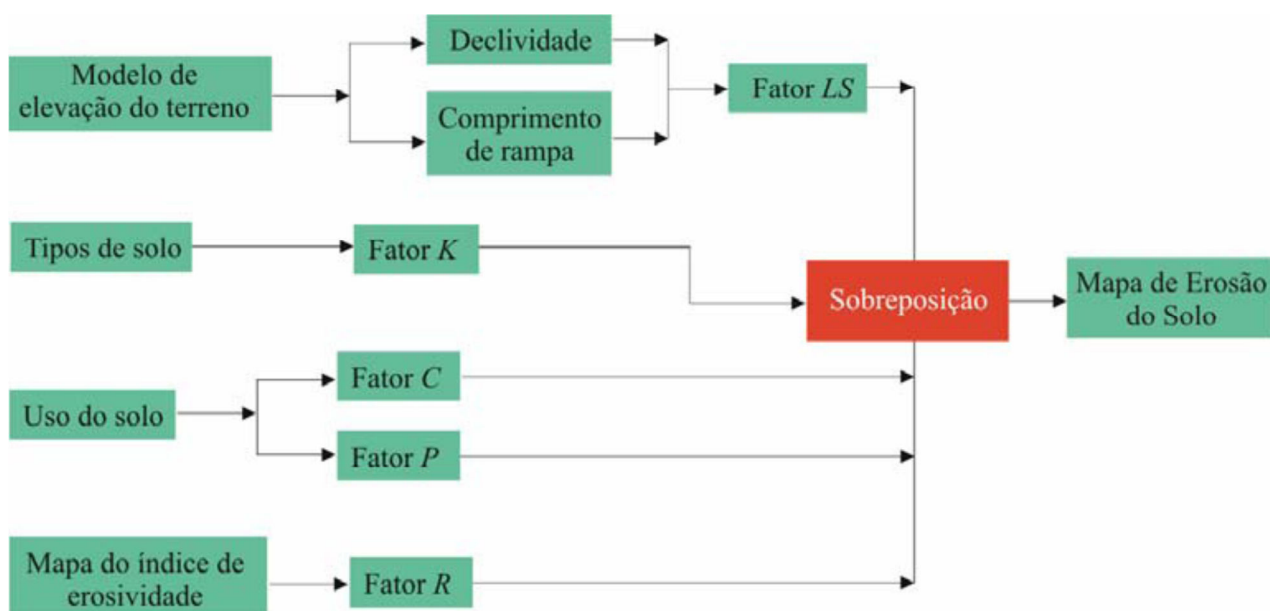 Modelo de
elevação do terreno
Declividade
Comprimento
de rampa
Fator LS
Tipos de solo
Fator K
Sobreposição
Mapa de Erosão
do Solo
Uso do solo
Fator C
Fator P
Mapa do índice de
erosividade
Fator R